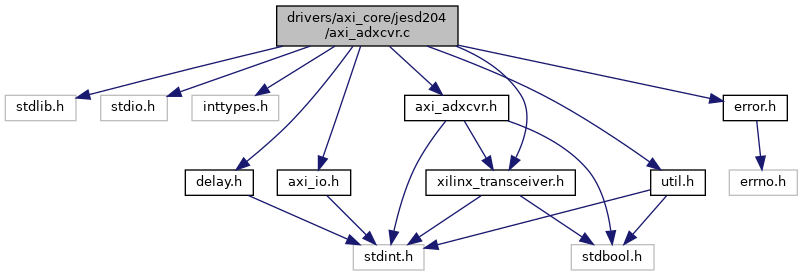 drivers/axi_core/jesd204
/axi_adxcvr.c
stdlib.h
stdio.h
inttypes.h
axi_adxcvr.h
error.h
delay.h
axi_io.h
xilinx_transceiver.h
util.h
errno.h
stdint.h
stdbool.h